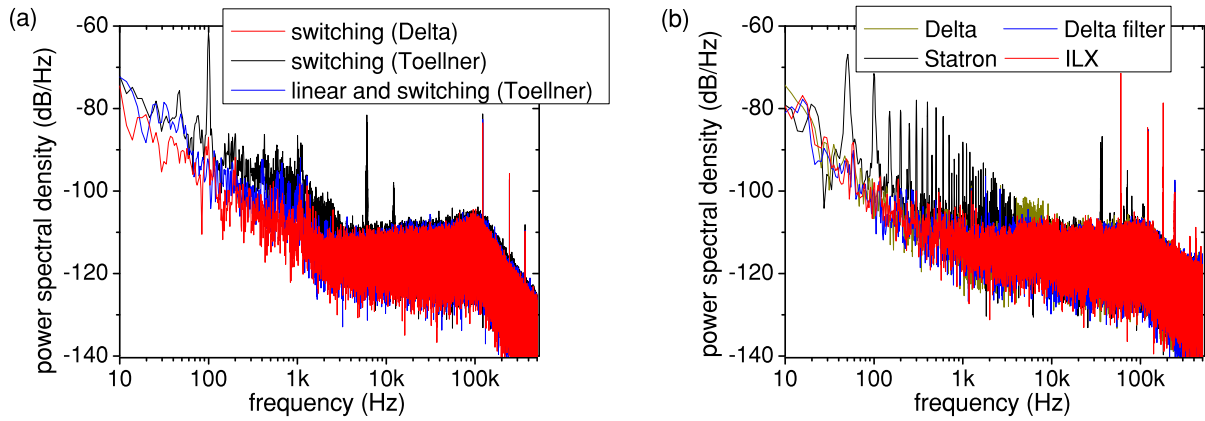 (a)
power spectral density (dB/Hz)
-60
-80
-100
-120
-140
switching (Delta)
switching (Toellner)
linear and switching (Toellner)
10
100
1k
10k
100k
frequency (Hz)
(b)
power spectral density (dB/Hz)
-60
-80
-100
-120
-140
Delta
Delta filter
Statron
ILX
10
100
1k
10k
100k
frequency (Hz)